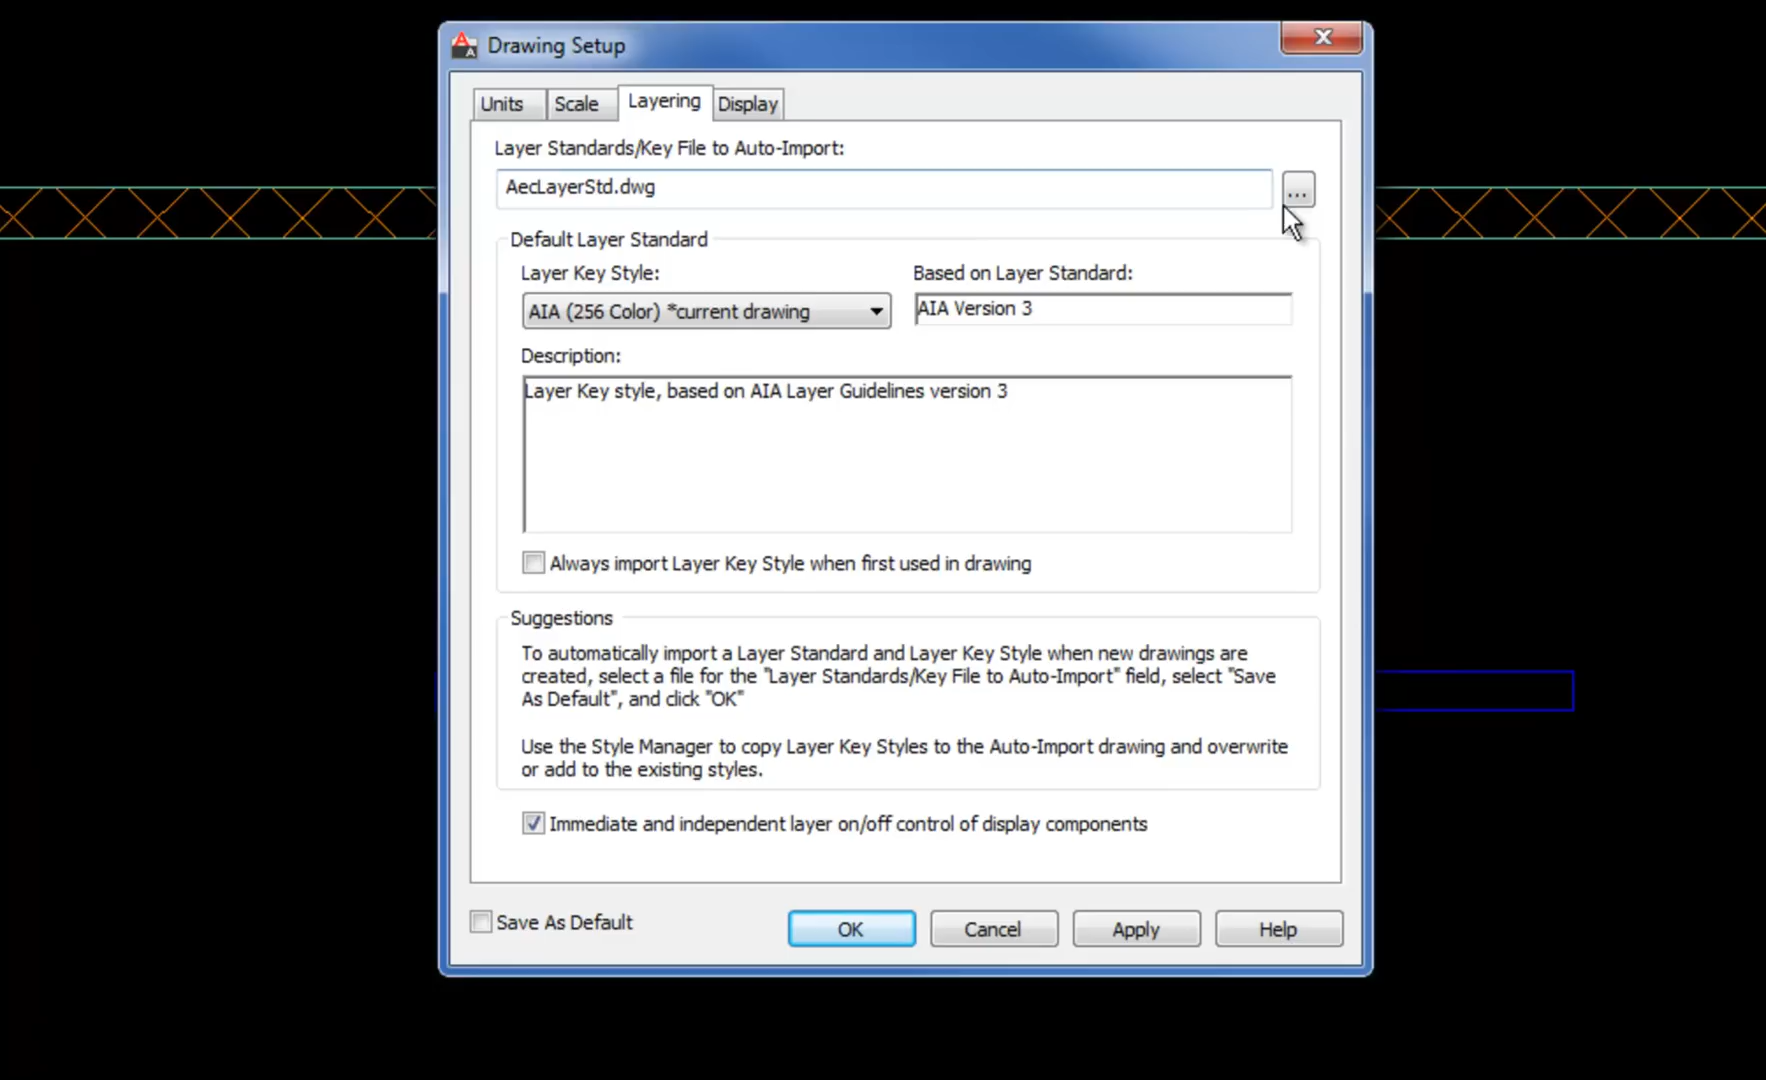 Drawing Setup
Units
Scale
Layering
Display
Layer Standards/Key File to Auto-Import:
AecLayerStd.dwg
...
Default Layer Standard
Layer Key Style:
Based on Layer Standard:
AIA (256 Color) *current drawing
AIA Version 3
Description:
Layer Key style, based on AIA Layer Guidelines version 3
Always import Layer Key Style when first used in drawing
Suggestions
To automatically import a Layer Standard and Layer Key Style when new drawings are
created, select a file for the "Layer Standards/Key File to Auto-Import" field, select "Save
As Default", and click "OK"
Use the Style Manager to copy Layer Key Styles to the Auto-Import drawing and overwrite
or add to the existing styles.
Immediate and independent layer on/off control of display components
Save As Default
OK
Cancel
Apply
Help